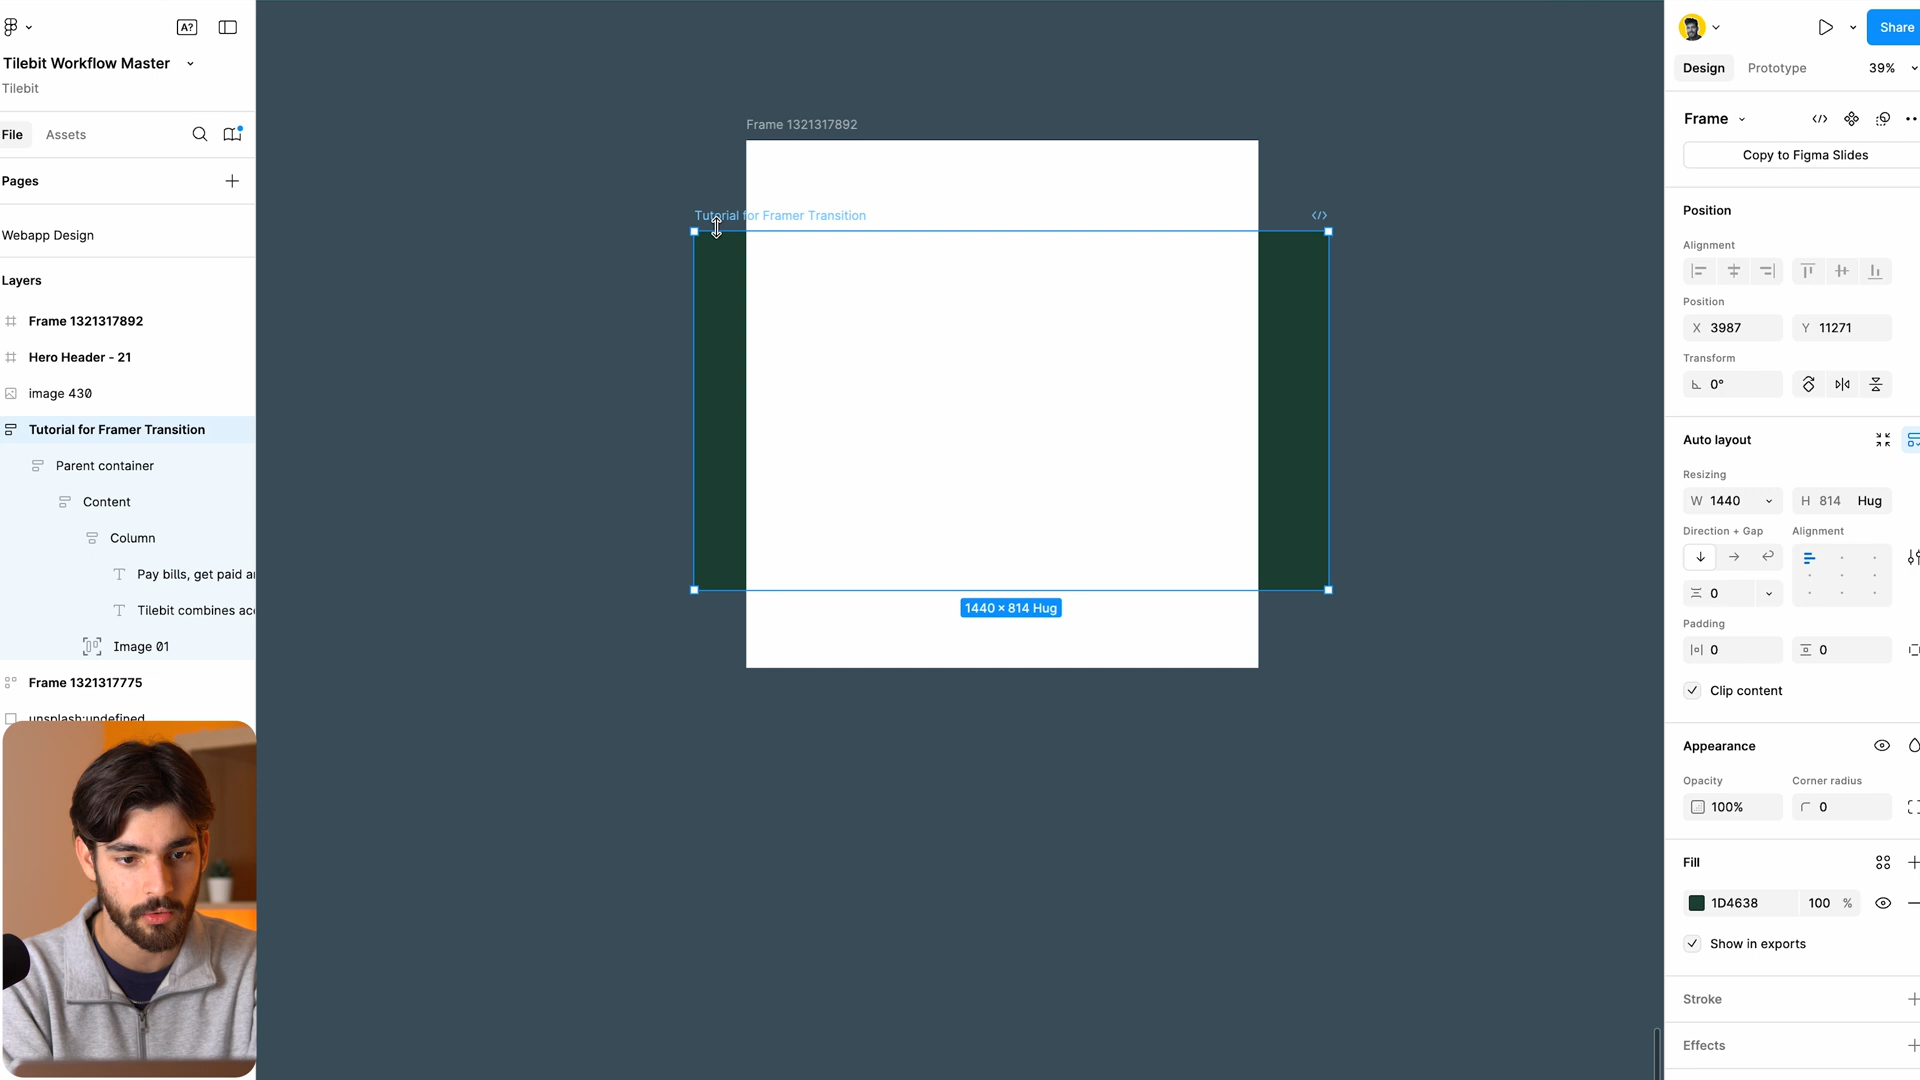 A?
Tilebit Workflow Master
Tilebit
File
Assets
Pages
Webapp Design
Layers
Frame 1321317892
Hero Header - 21
image 430
Tutorial for Framer Transition
Parent container
Content
Column
Pay bills, get paid a
Tilebit combines ac
Image 01
Frame 1321317775
unsplash:undefined
Frame 1321317892
Tutorial for Framer Transition
1440 × 814 Hug
Share
Design
Prototype
39%
Frame
Copy to Figma Slides
Position
Alignment
Position
X 3987
Y 11271
Transform
0°
Auto layout
Resizing
W 1440
H 814 Hug
Direction + Gap
Alignment
0
Padding
0
0
Clip content
Appearance
Opacity
Corner radius
100%
0
Fill
1D4638
100 %
Show in exports
Stroke
Effects